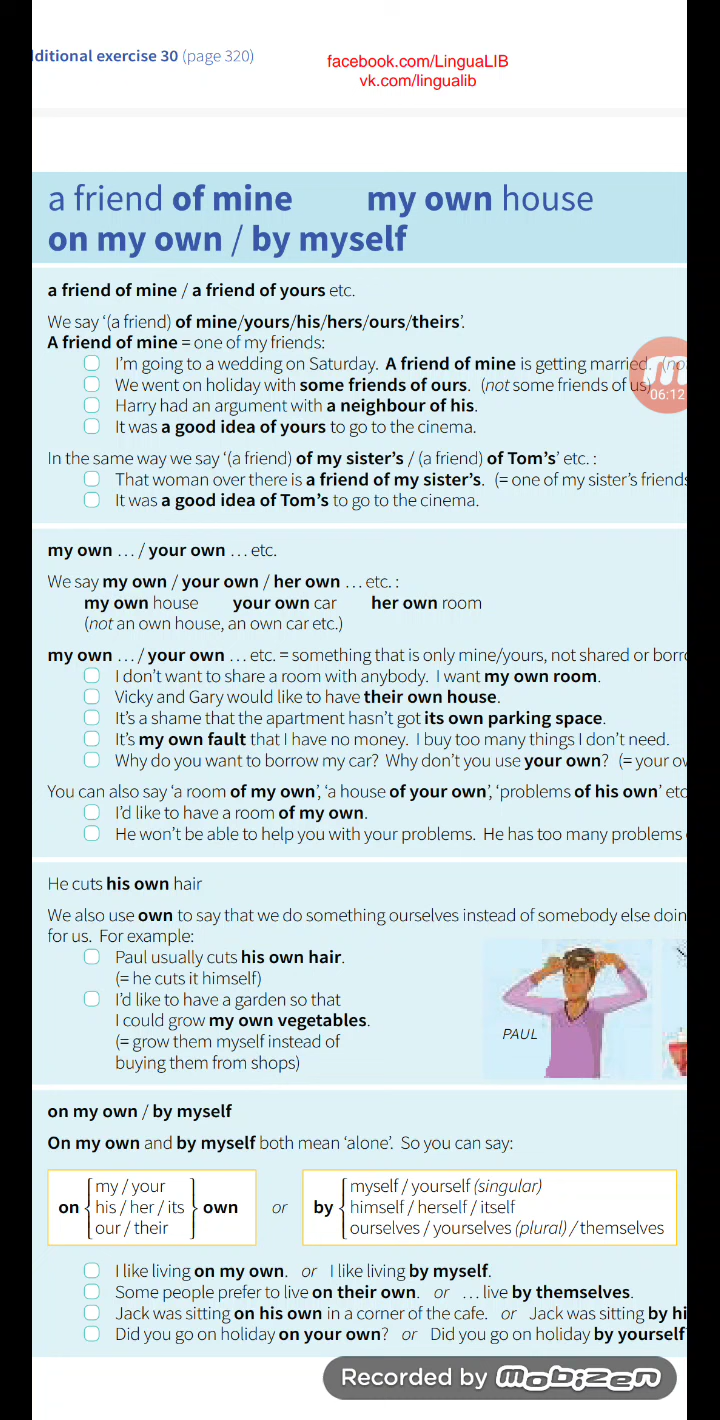 ditional exercise 30 (page 320)
facebook.com/LinguaLIB
vk.com/lingualib
a friend of mine my own house
on my own / by myself
a friend of mine / a friend of yours etc.
We say ‘(a friend) of mine/yours/his/hers/ours/theirs’.
A friend of mine = one of my friends:
I’m going to a wedding on Saturday. A friend of mine is getting married. (no
We went on holiday with some friends of ours. (not some friends of us)
06:12
Harry had an argument with a neighbour of his.
It was a good idea of yours to go to the cinema.
In the same way we say ‘(a friend) of my sister’s / (a friend) of Tom’s’ etc. :
That woman over there is a friend of my sister’s. (= one of my sister’s friends
It was a good idea of Tom’s to go to the cinema.
my own … / your own … etc.
We say my own / your own / her own … etc. :
my own house your own car her own room
(not an own house, an own car etc.)
my own … / your own … etc. = something that is only mine/yours, not shared or borr
I don’t want to share a room with anybody. I want my own room.
Vicky and Gary would like to have their own house.
It’s a shame that the apartment hasn’t got its own parking space.
It’s my own fault that I have no money. I buy too many things I don’t need.
Why do you want to borrow my car? Why don’t you use your own? (= your ow
You can also say ‘a room of my own’, ‘a house of your own’, ‘problems of his own’ etc
I’d like to have a room of my own.
He won’t be able to help you with your problems. He has too many problems
He cuts his own hair
We also use own to say that we do something ourselves instead of somebody else doin
for us. For example:
Paul usually cuts his own hair.
(= he cuts it himself)
I’d like to have a garden so that
I could grow my own vegetables.
(= grow them myself instead of
buying them from shops)
PAUL
on my own / by myself
On my own and by myself both mean ‘alone’. So you can say:
on my / your his / her / its our / their own or by myself / yourself (singular) himself / herself / itself ourselves / yourselves (plural) / themselves
I like living on my own. or I like living by myself.
Some people prefer to live on their own. or … live by themselves.
Jack was sitting on his own in a corner of the cafe. or Jack was sitting by hi
Did you go on holiday on your own? or Did you go on holiday by yourself
Recorded by Mobizen